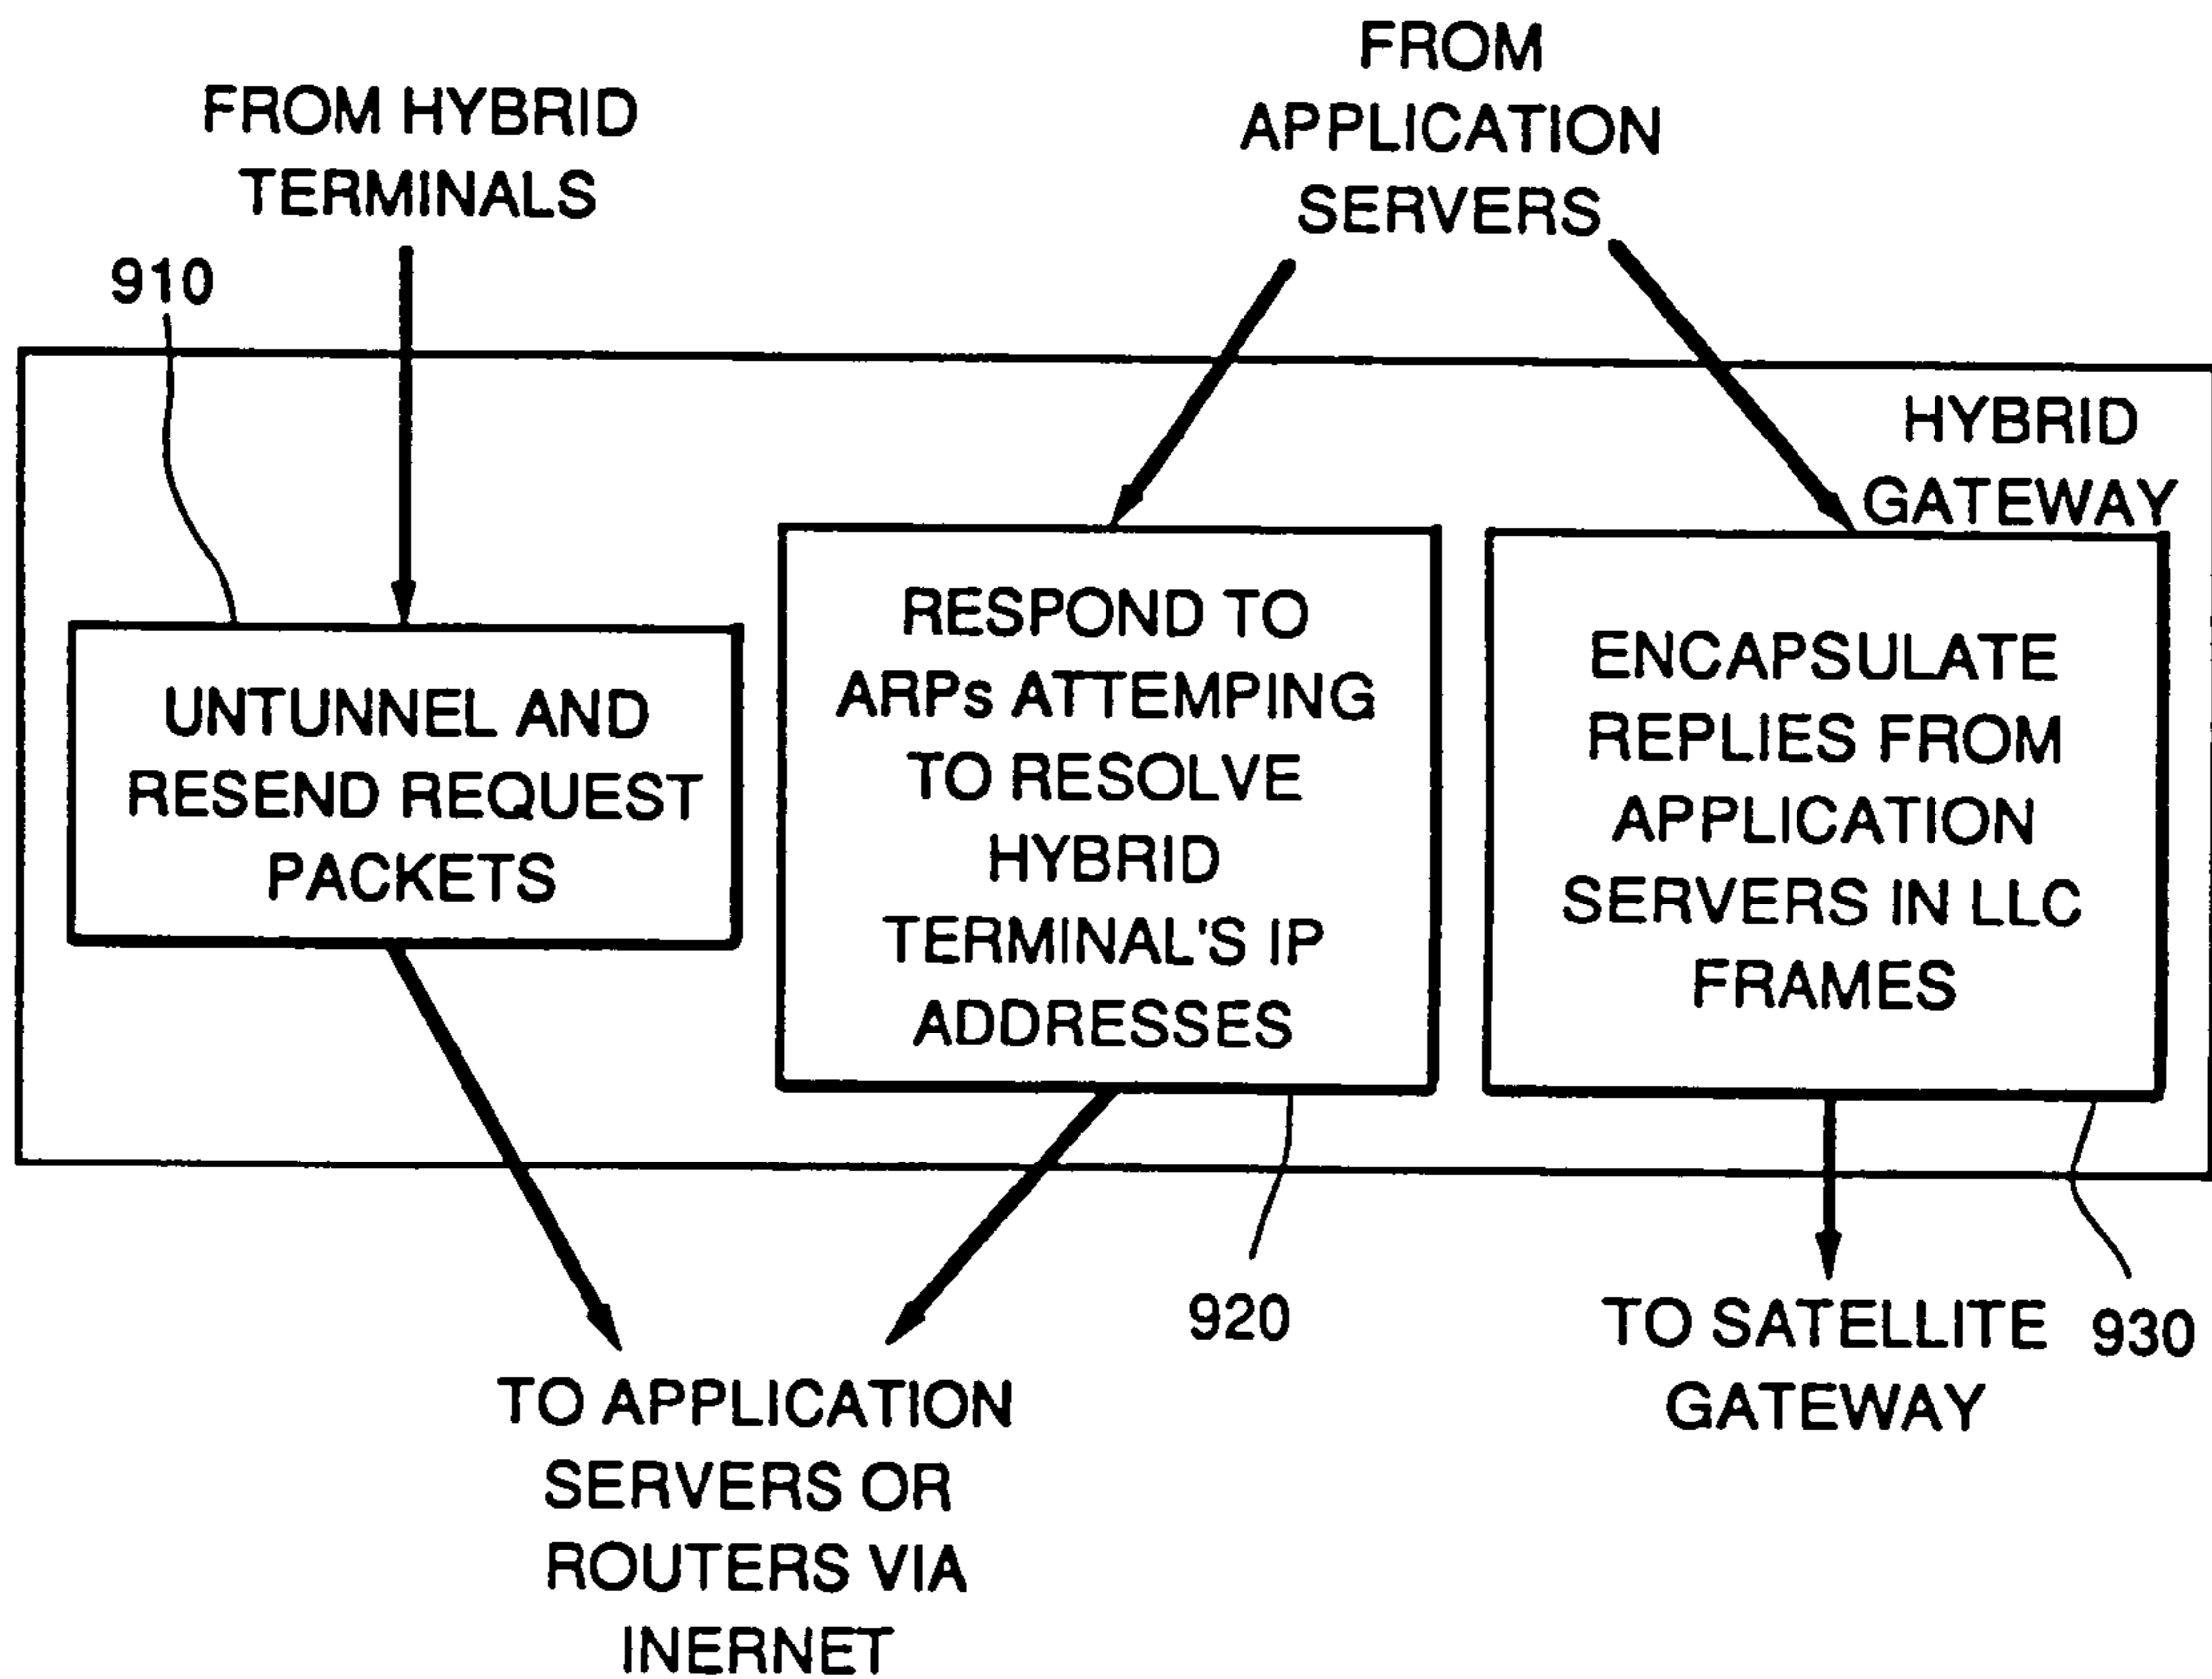 FROM HYBRID
TERMINALS
FROM
APPLICATION
SERVERS
910
HYBRID
GATEWAY
UNTUNNEL AND
RESEND REQUEST
PACKETS
RESPOND TO
ARPs ATTEMPING
TO RESOLVE
HYBRID
TERMINAL'S IP
ADDRESSES
ENCAPSULATE
REPLIES FROM
APPLICATION
SERVERS IN LLC
FRAMES
920
930
TO APPLICATION
SERVERS OR
ROUTERS VIA
INERNET
TO SATELLITE
GATEWAY